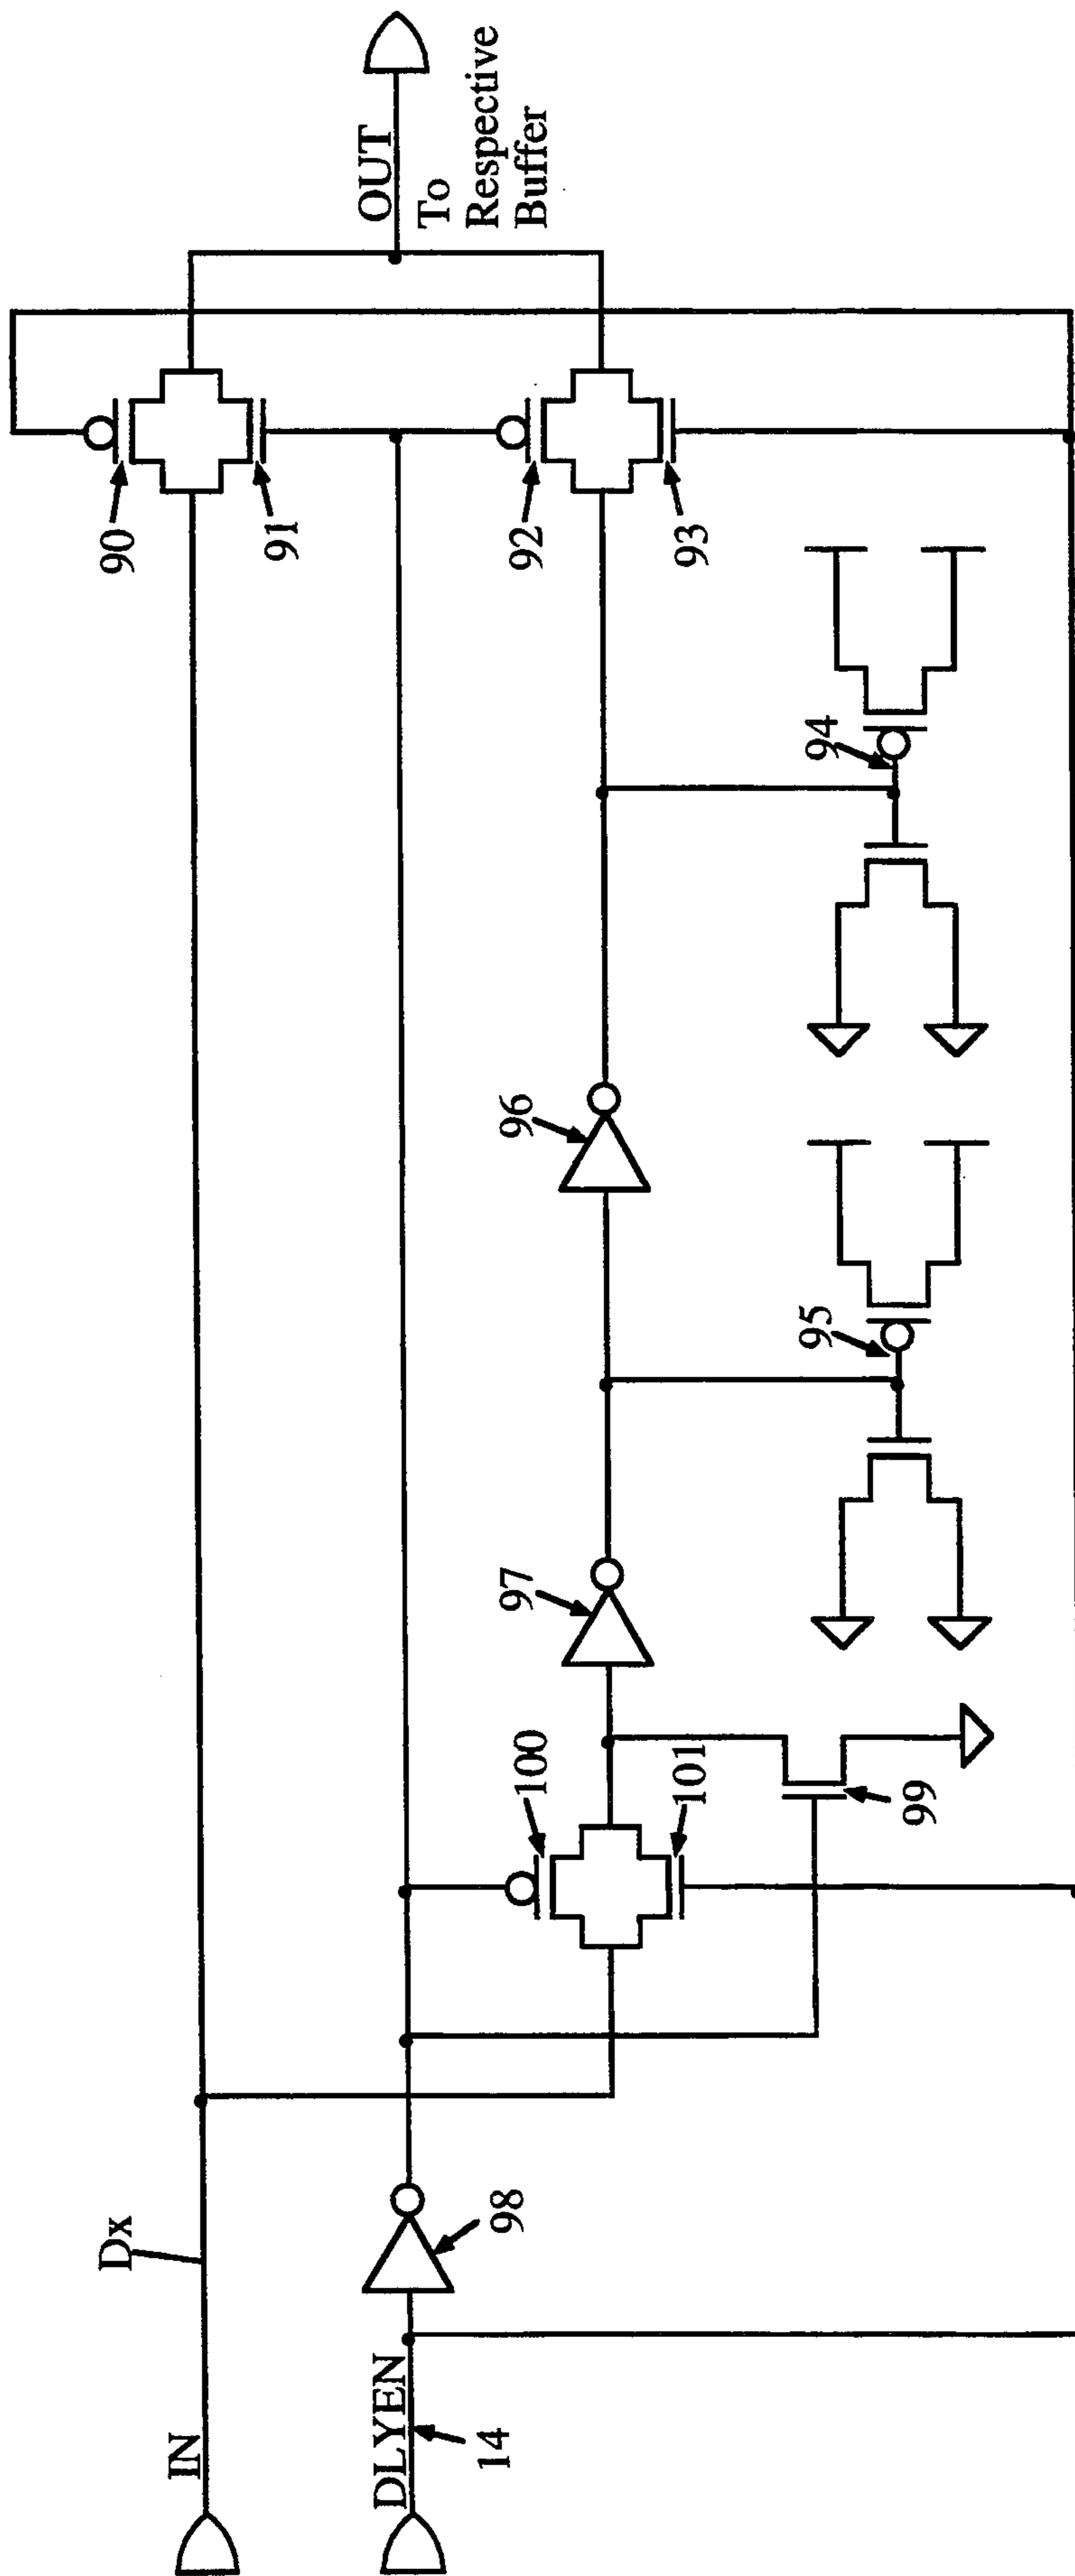 IN
Dx
DLYEN
14
98
100
101
99
97
95
96
94
90
91
92
93
OUT
To
Respective
Buffer